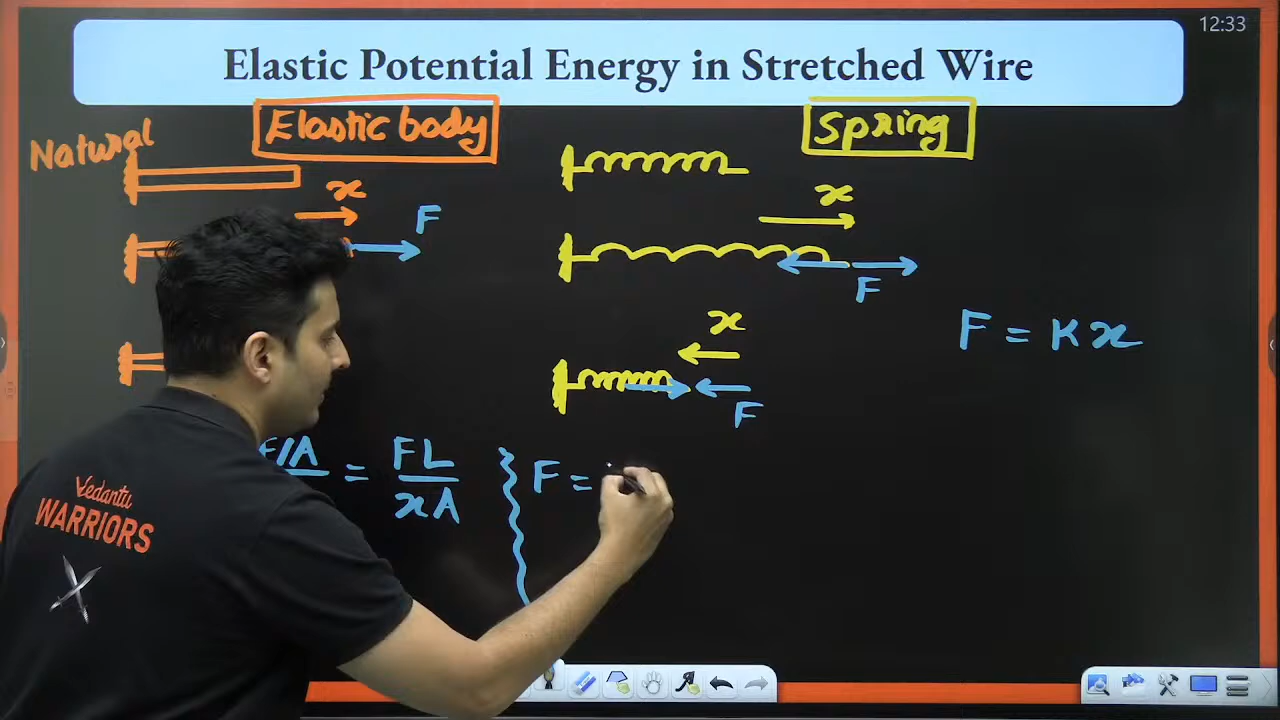 12:33
Elastic Potential Energy in Stretched Wire
Elastic body
Spring
Natural
x
F
x
F
x
F
F = Kx
F/A = FL / xA
F =
Vedantu
WARRIORS